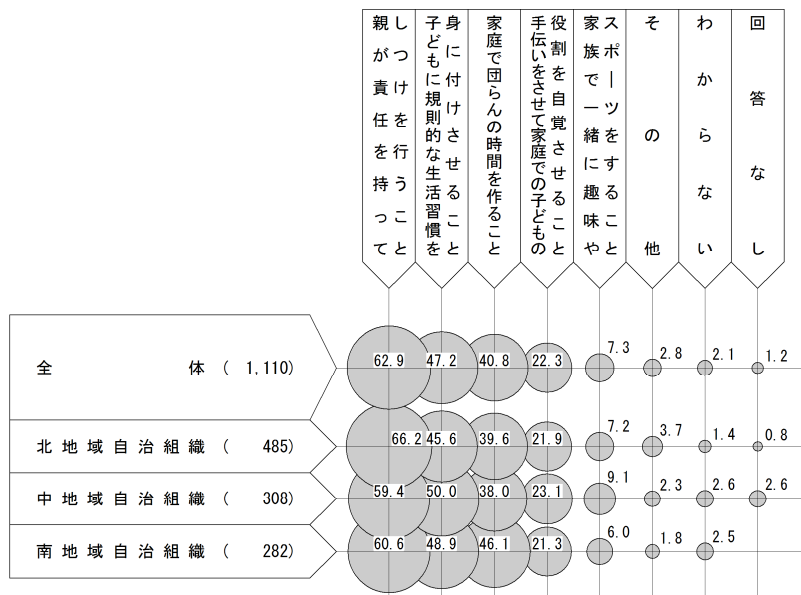 親が責任を持って
しつけを行うこと
子どもに規則的な生活習慣を
身に付けさせること
家庭で団らんの時間を作ること
手伝いをさせて家庭での子どもの
役割を自覚させること
家族で一緒に趣味や
スポーツをすること
その他
わからない
回答なし
全体 ( 1,110)
62.9 47.2 40.8 22.3 7.3 2.8 2.1 1.2
北地域自治組織 ( 485)
66.2 45.6 39.6 21.9 7.2 3.7 1.4 0.8
中地域自治組織 ( 308)
59.4 50.0 38.0 23.1 9.1 2.3 2.6 2.6
南地域自治組織 ( 282)
60.6 48.9 46.1 21.3 6.0 1.8 2.5